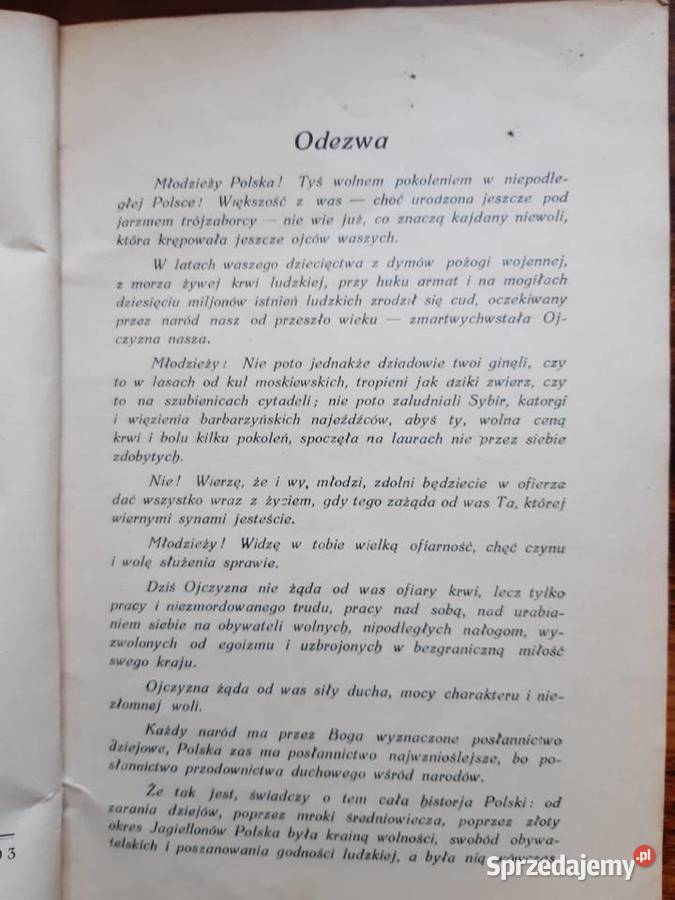 Odezwa
Młodzieży Polska! Tyś wolnem pokoleniem w niepodle-
głej Polsce! Większość z was — choć urodzona jeszcze pod
jarzmem trójzaborcy — nie wie już, co znaczą kajdany niewoli,
która krępowała jeszcze ojców waszych.
W latach waszego dziecięctwa z dymów pożogi wojennej,
z morza żywej krwi ludzkiej, przy huku armat i na mogiłach
dziesięciu miljonów istnień ludzkich zrodził się cud, oczekiwany
przez naród nasz od przeszło wieku — zmartwychwstała Oj-
czyzna nasza.
Młodzieży! Nie poto jednakże dziadowie twoi ginęli, czy
to w lasach od kul moskiewskich, tropieni jak dziki zwierz, czy
to na szubienicach cytadeli; nie poto zaludniali Sybir, katorgi
i więzienia barbarzyńskich najeźdźców, abyś ty, wolna ceną
krwi i bolu kilku pokoleń, spoczęła na laurach nie przez siebie
zdobytych.
Nie! Wierzę, że i wy, młodzi, zdolni będziecie w ofierze
dać wszystko wraz z życiem, gdy tego zażąda od was Ta, której
wiernymi synami jesteście.
Młodzieży! Widzę w tobie wielką ofiarność, chęć czynu
i wolę służenia sprawie.
Dziś Ojczyzna nie żąda od was ofiary krwi, lecz tylko
pracy i niezmordowanego trudu, pracy nad sobą, nad urabia-
niem siebie na obywateli wolnych, nipodległych nałogom, wy-
zwolonych od egoizmu i uzbrojonych w bezgraniczną miłość
swego kraju.
Ojczyzna żąda od was siły ducha, mocy charakteru i nie-
złomnej woli.
Każdy naród ma przez Boga wyznaczone posłannictwo
dziejowe, Polska zaś ma posłannictwo najwznioślejsze, bo po-
słannictwo przodownictwa duchowego wśród narodów.
Że tak jest, świadczy o tem cała historja Polski: od
zarania dziejów, poprzez mroki średniowiecza, poprzez złoty
okres Jagiellonów Polska była krainą wolności, swobód obywa-
telskich i poszanowania godności ludzkiej, a była nią wówczas,
3
Sprzedajemy.pl